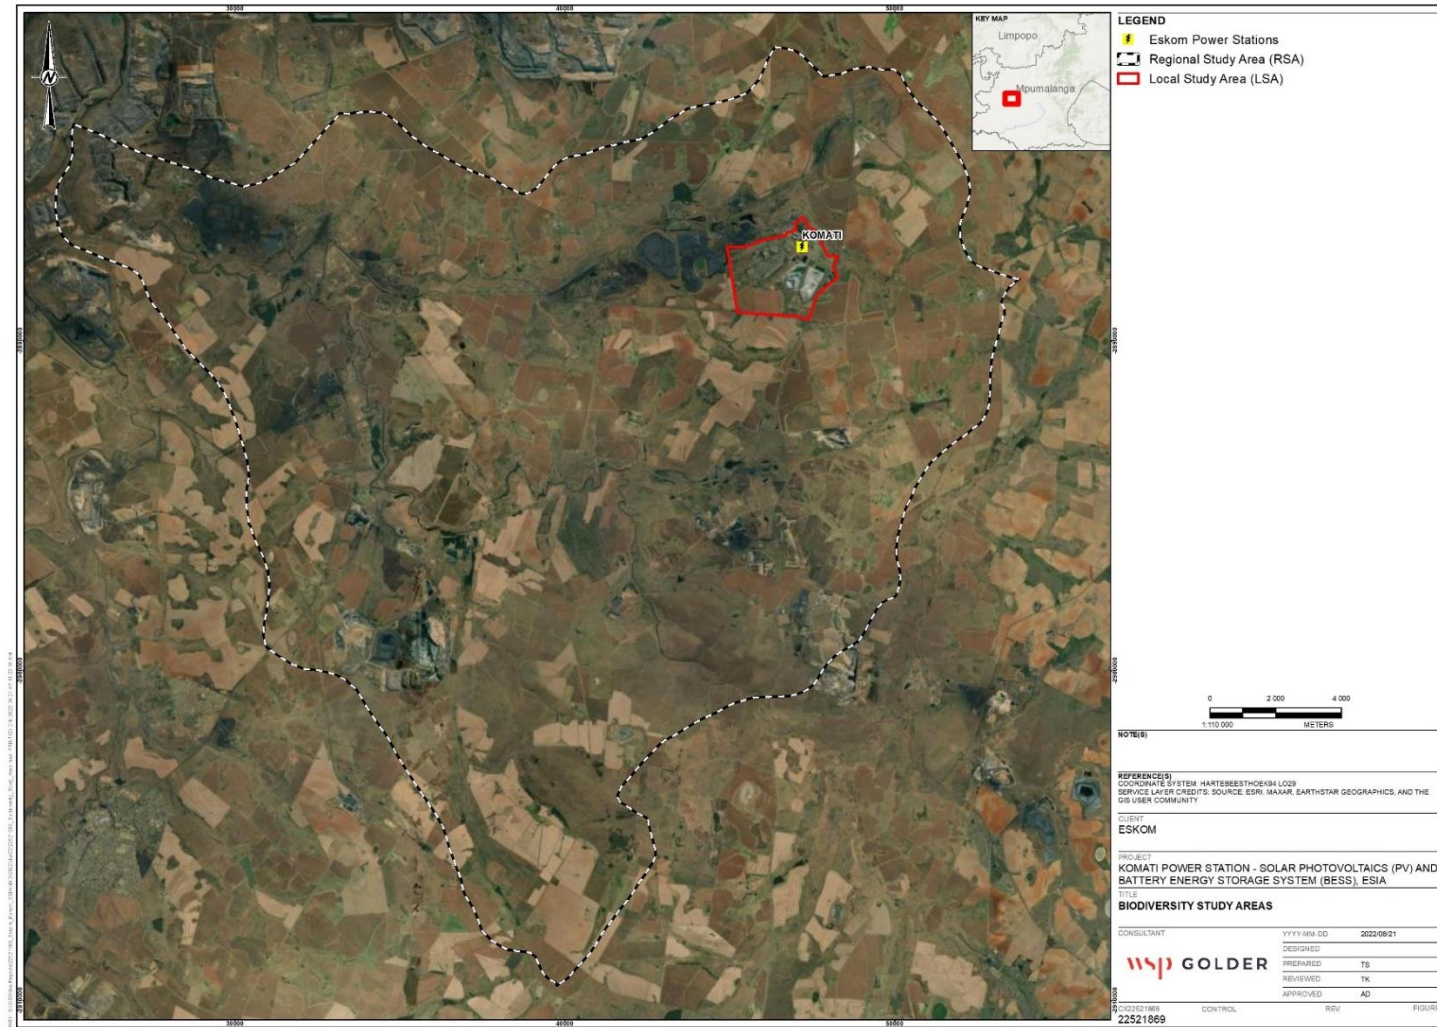 30000
40000
50000
KEY MAP
Limpopo
Mpumalanga
N
KOMATI
30000
40000
50000
LEGEND
Eskom Power Stations
Regional Study Area (RSA)
Local Study Area (LSA)
0 2 000 4 000
1:110 000 METERS
NOTE(S)
REFERENCE(S)
COORDINATE SYSTEM: HARTEBEESTHOEK94 LO29
SERVICE LAYER CREDITS: SOURCE: ESRI, MAXAR, EARTHSTAR GEOGRAPHICS, AND THE
GIS USER COMMUNITY
CLIENT
ESKOM
PROJECT
KOMATI POWER STATION - SOLAR PHOTOVOLTAICS (PV) AND
BATTERY ENERGY STORAGE SYSTEM (BESS), ESIA
TITLE
BIODIVERSITY STUDY AREAS
CONSULTANT
wsp GOLDER
YYYY-MM-DD 2022/08/21
DESIGNED
PREPARED TS
REVIEWED TK
APPROVED AD
CONTROL REV. FIGURE
22521869